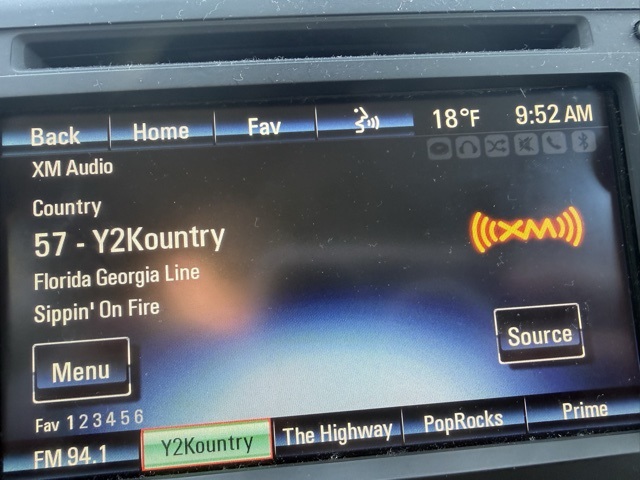 Back Home Fav 18°F 9:52 AM
XM Audio
Country
57 - Y2Kountry
((XM))
Florida Georgia Line
Sippin' On Fire
Source
Menu
Fav 1 2 3 4 5 6
FM 94.1 Y2Kountry The Highway PopRocks Prime